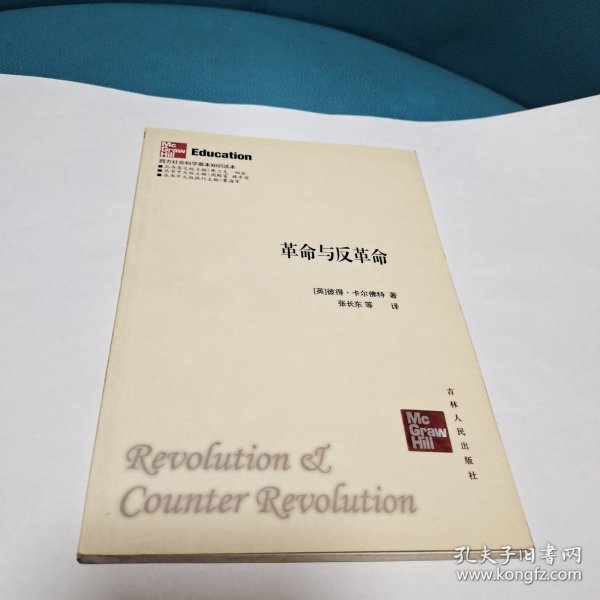 Mc
Graw
Hill
Education
西方社会科学基本知识读本
革命与反革命
[英]彼得·卡尔佛特 著
张长东 等 译
Mc
Graw
Hill
吉林人民出版社
Revolution &
Counter Revolution
孔夫子旧书网
www.kongfz.com